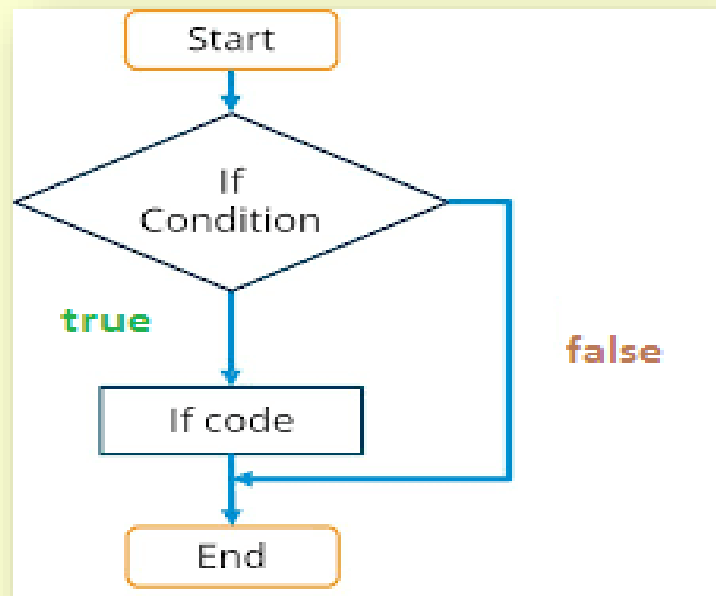 Start
If
Condition
true
false
If code
End